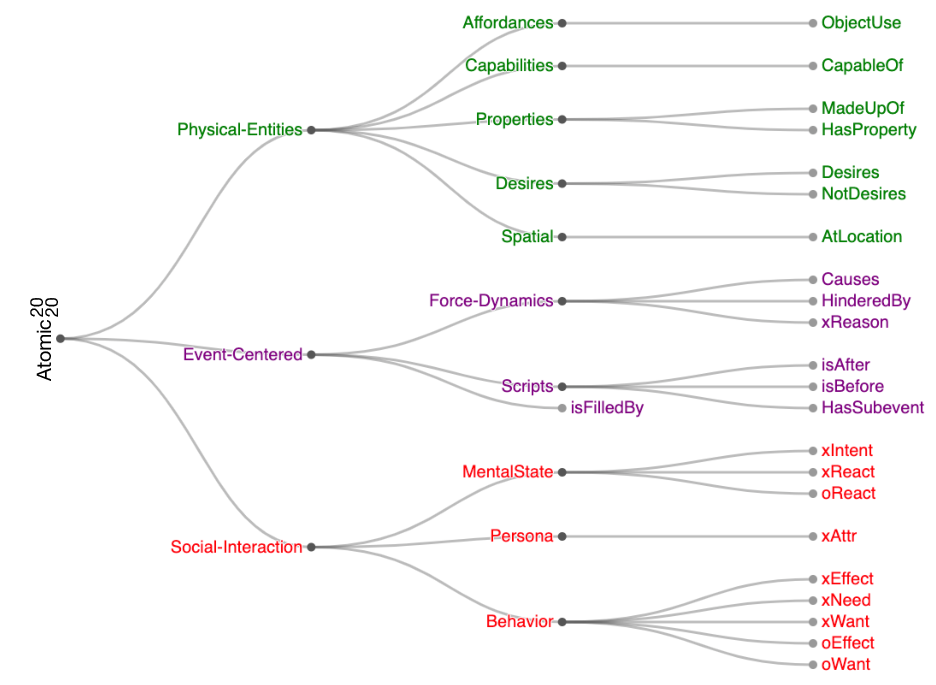 Atomic 20 20
Physical-Entities
Affordances
ObjectUse
Capabilities
CapableOf
Properties
MadeUpOf
HasProperty
Desires
Desires
NotDesires
Spatial
AtLocation
Event-Centered
Force-Dynamics
Causes
HinderedBy
xReason
Scripts
isAfter
isBefore
HasSubevent
isFilledBy
Social-Interaction
MentalState
xIntent
xReact
oReact
Persona
xAttr
Behavior
xEffect
xNeed
xWant
oEffect
oWant